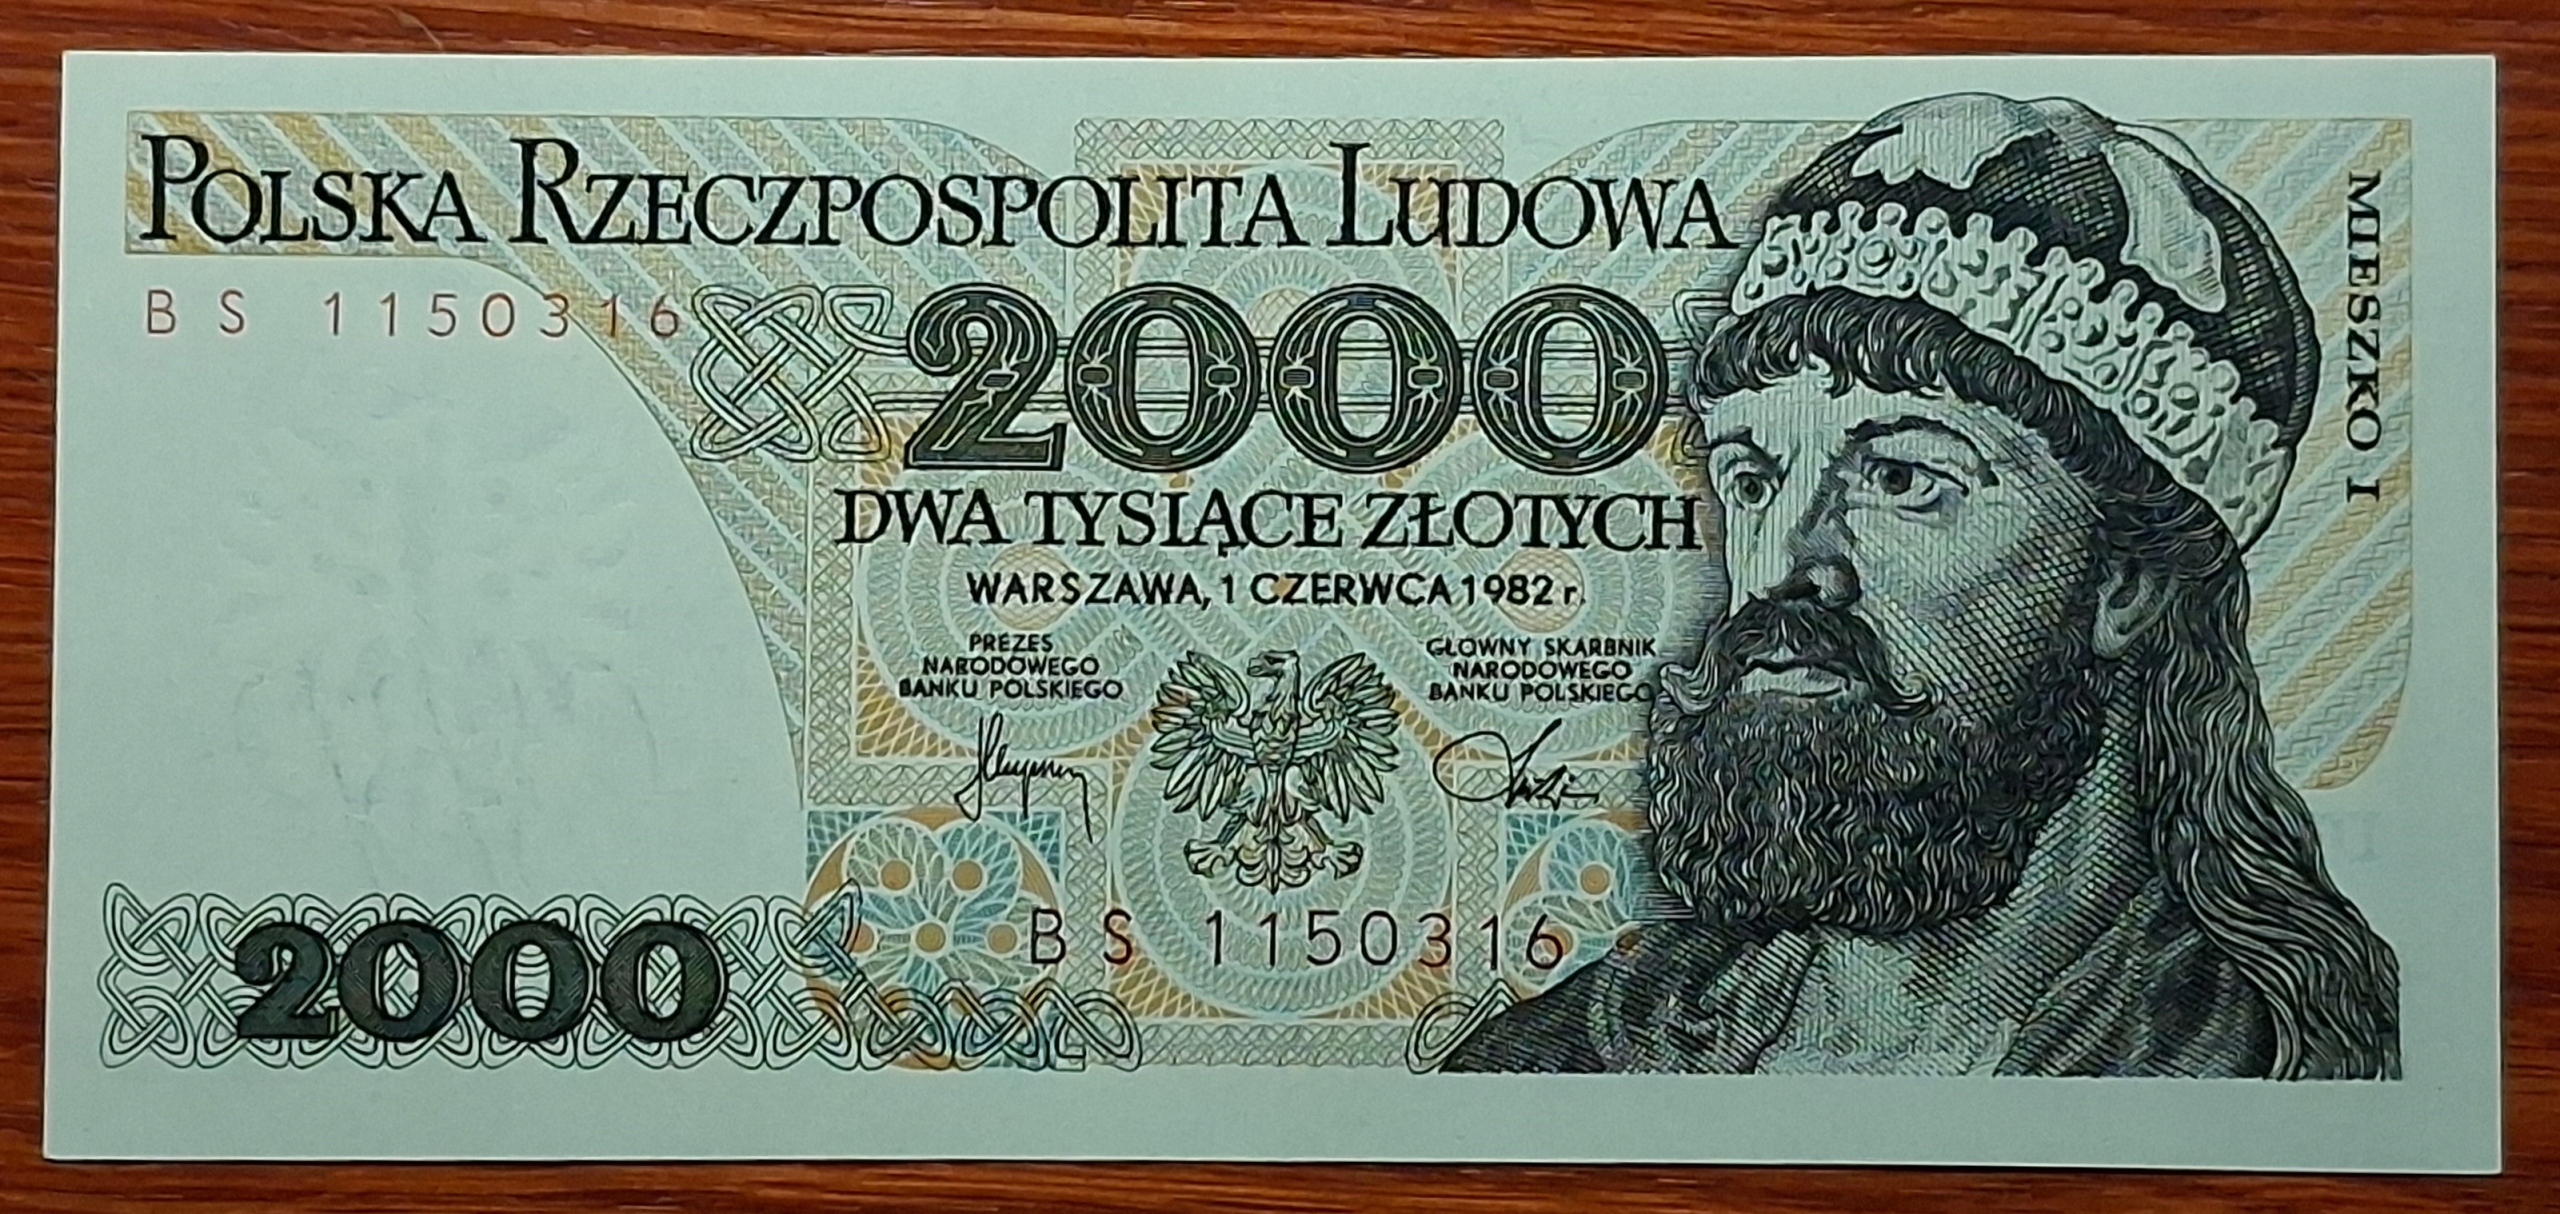 POLSKA RZECZPOSPOLITA LUDOWA
BS 1150316
2000
DWA TYSIĄCE ZŁOTYCH
WARSZAWA, 1 CZERWCA 1982 r.
PREZES
NARODOWEGO
BANKU POLSKIEGO
GŁÓWNY SKARBNIK
NARODOWEGO
BANKU POLSKIEGO
BS 1150316
2000
MIESZKO I